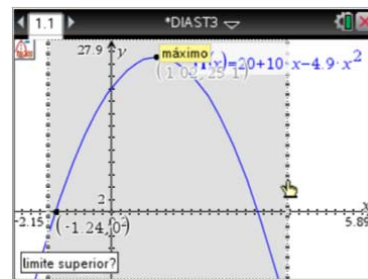 1.1
*DIAST3
27.9
y
máximo
(1.02, 25.1)
f1(x)=20+10·x−4.9·x²
2
x
-2.15
(-1.24, 0)
5.89
limite superior?